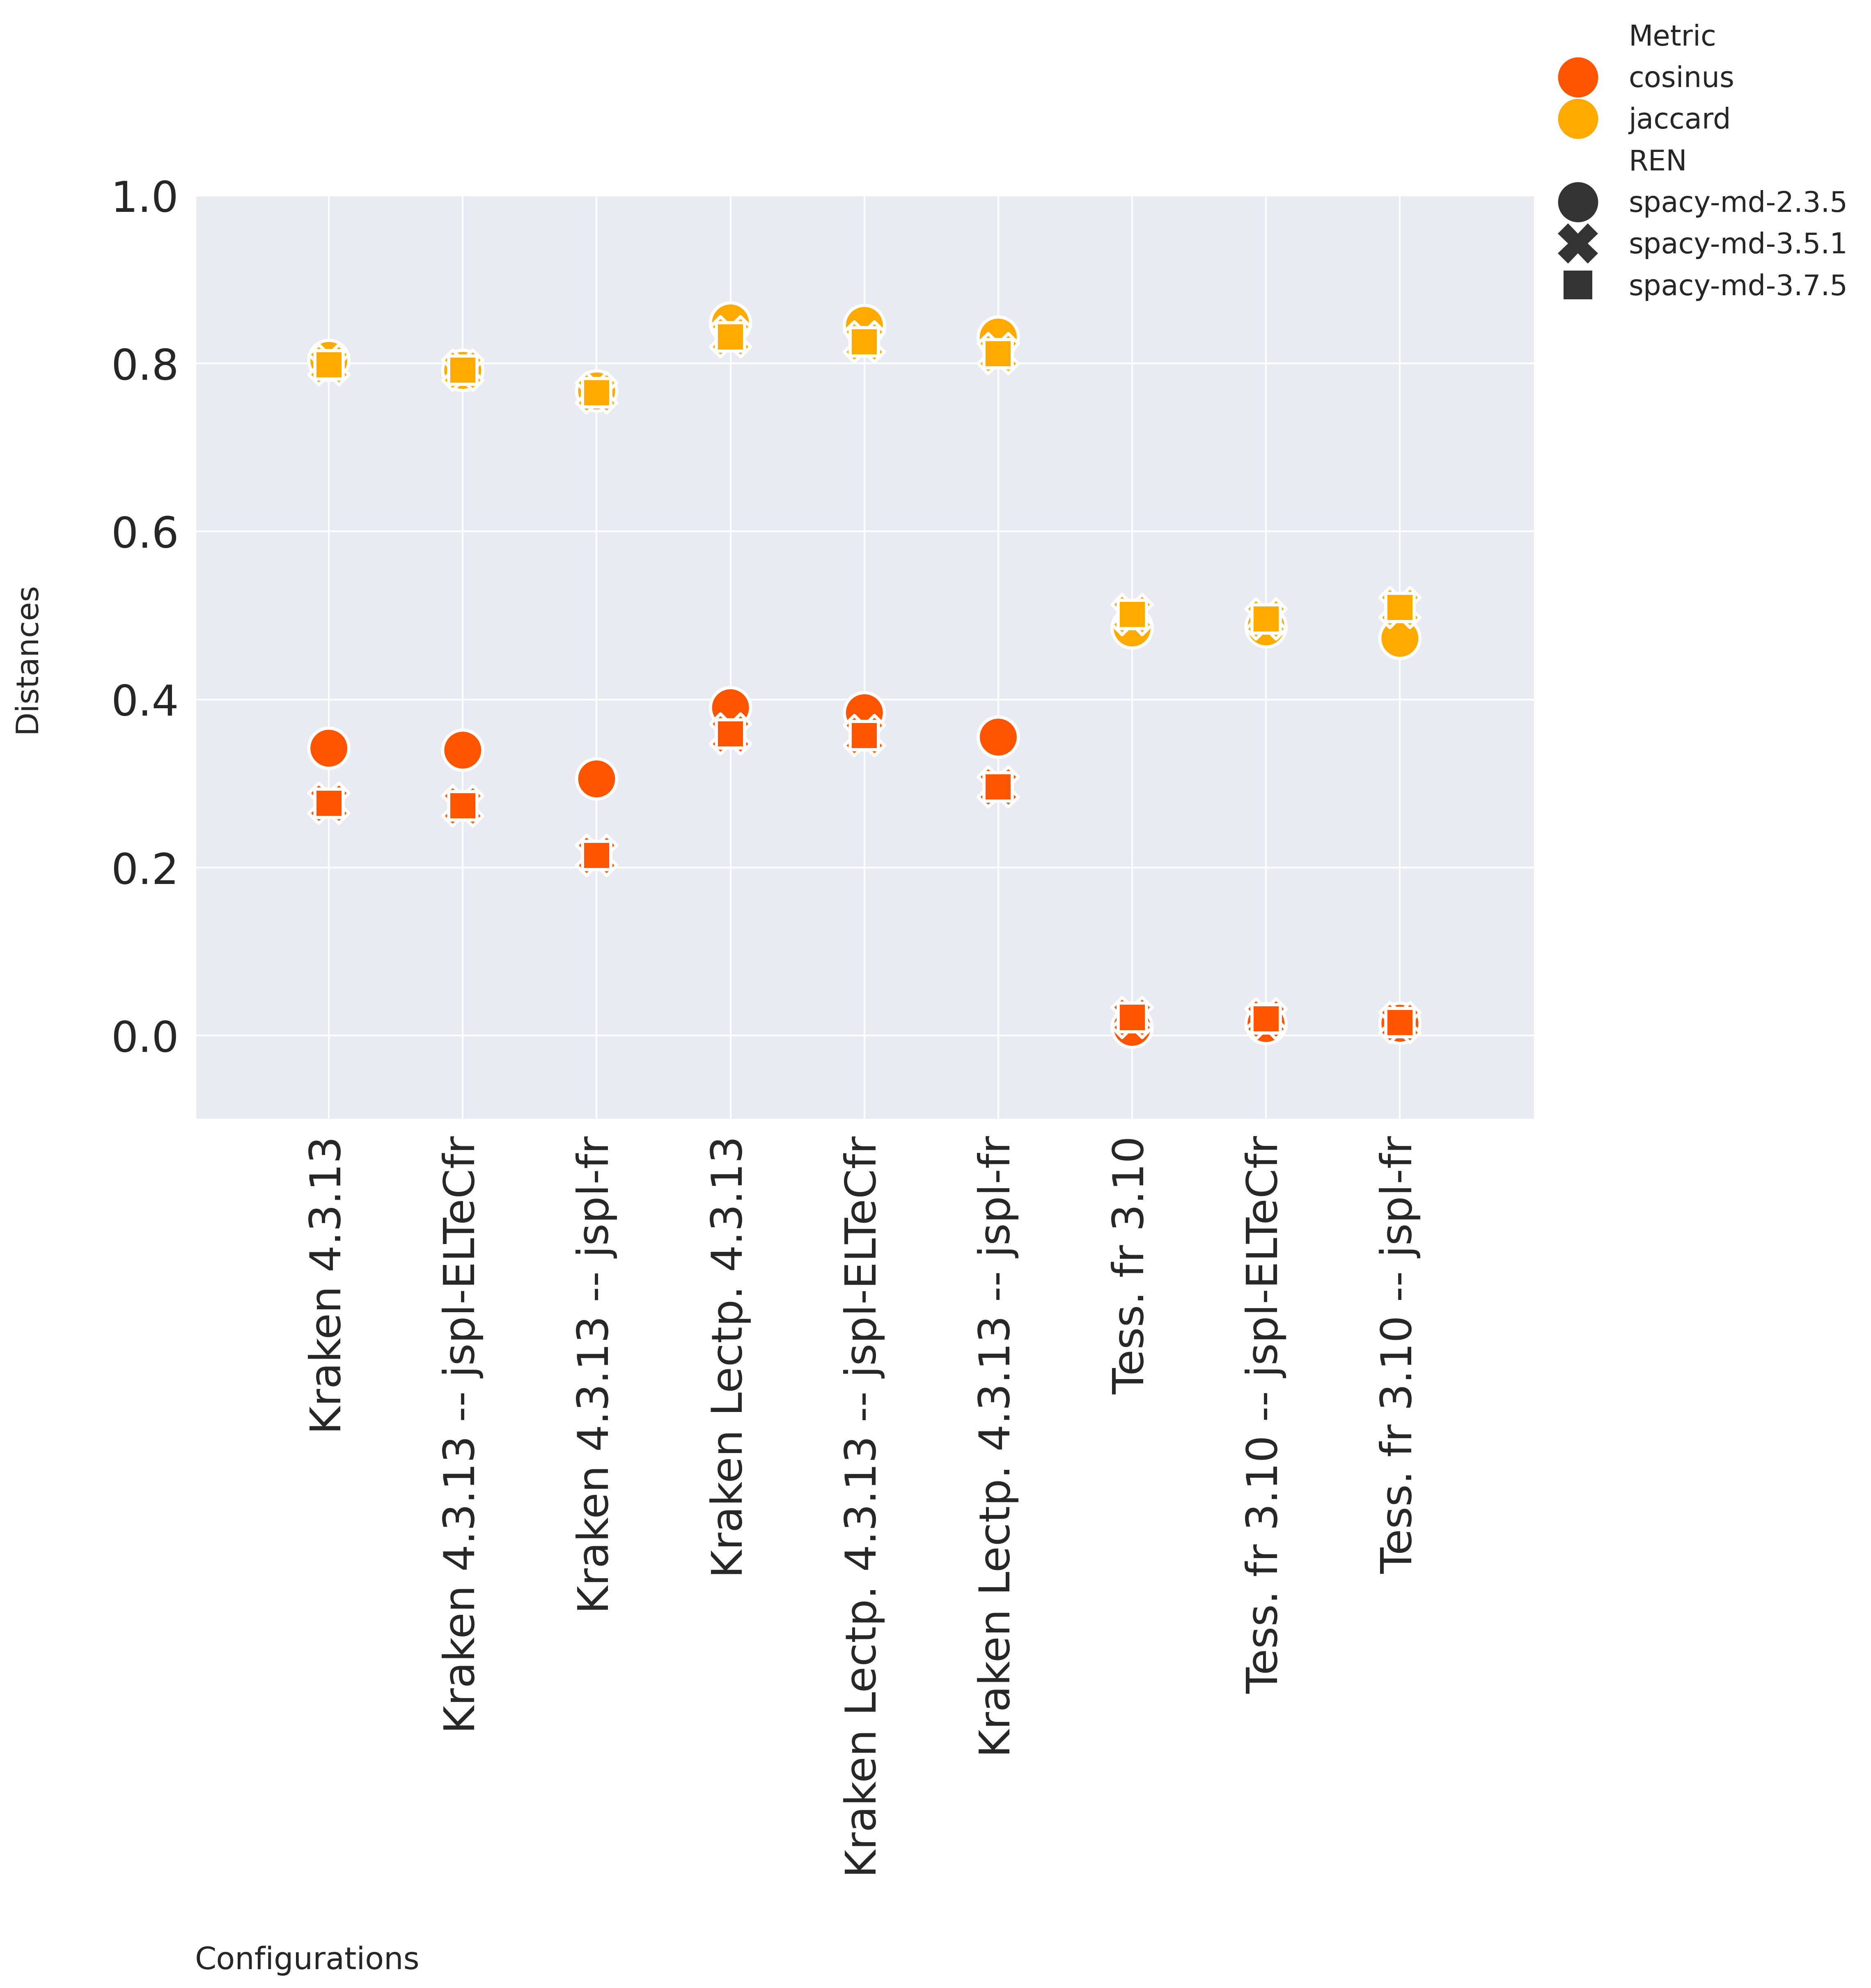 Metric
cosinus
jaccard
REN
spacy-md-2.3.5
spacy-md-3.5.1
spacy-md-3.7.5
Distances
1.0
0.8
0.6
0.4
0.2
0.0
Kraken 4.3.13
Kraken 4.3.13 -- jspl-ELTeCfr
Kraken 4.3.13 -- jspl-fr
Kraken Lectp. 4.3.13
Kraken Lectp. 4.3.13 -- jspl-ELTeCfr
Kraken Lectp. 4.3.13 -- jspl-fr
Tess. fr 3.10
Tess. fr 3.10 -- jspl-ELTeCfr
Tess. fr 3.10 -- jspl-fr
Configurations